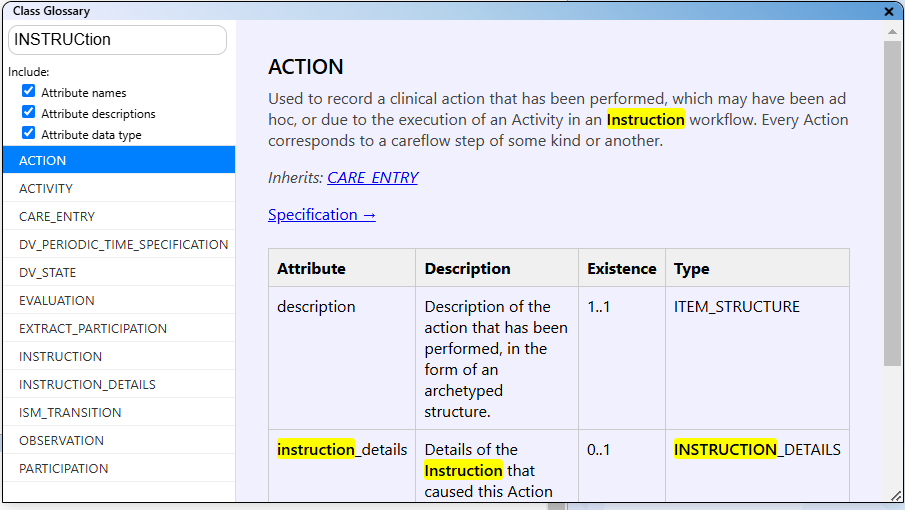 Class Glossary
INSTRUCtion
Include:
Attribute names
Attribute descriptions
Attribute data type
ACTION
ACTIVITY
CARE_ENTRY
DV_PERIODIC_TIME_SPECIFICATION
DV_STATE
EVALUATION
EXTRACT_PARTICIPATION
INSTRUCTION
INSTRUCTION_DETAILS
ISM_TRANSITION
OBSERVATION
PARTICIPATION
ACTION
Used to record a clinical action that has been performed, which may have been ad
hoc, or due to the execution of an Activity in an Instruction workflow. Every Action
corresponds to a careflow step of some kind or another.
Inherits: CARE_ENTRY
Specification →
Attribute Description Existence Type
description Description of the 1..1 ITEM_STRUCTURE
action that has been
performed, in the
form of an
archetyped
structure.
instruction_details Details of the 0..1 INSTRUCTION_DETAILS
Instruction that
caused this Action